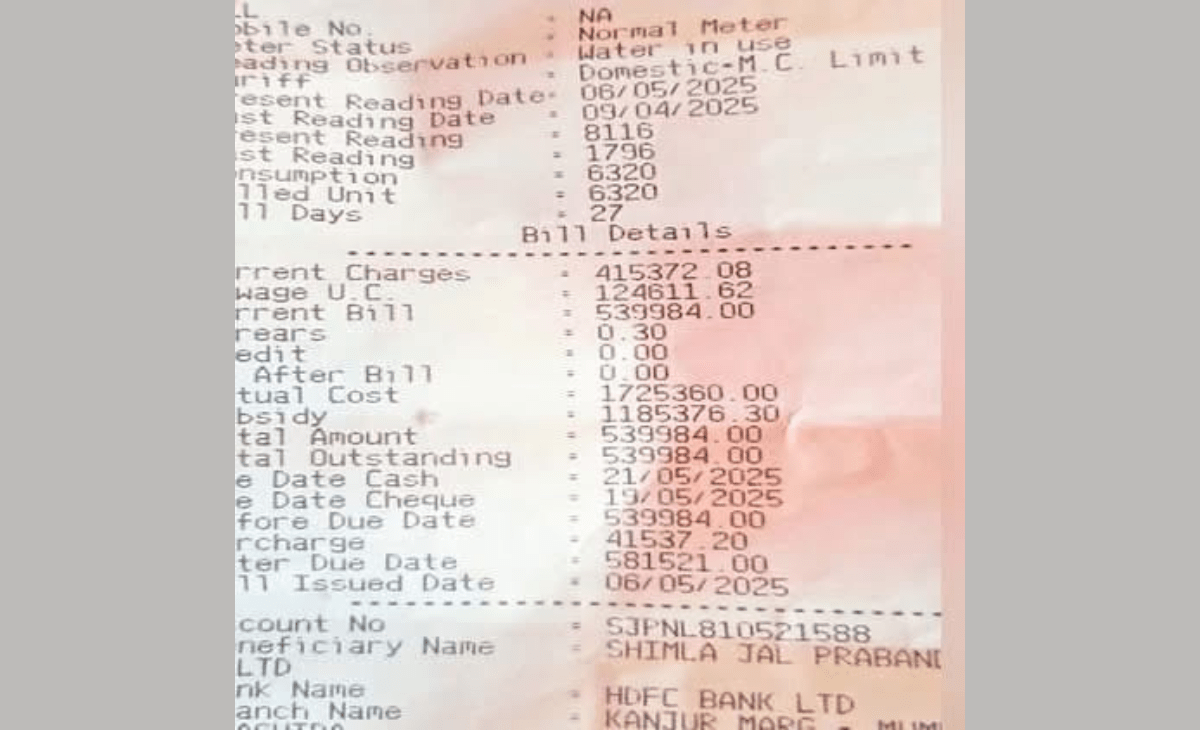 LL : NA
obile No. : Normal Meter
ter Status : Water in use
eading Observation : Domestic-M.C. Limit
ariff
esent Reading Date: 06/05/2025
st Reading Date : 09/04/2025
esent Reading : 8116
st Reading : 1796
nsumption : 6320
lled Unit : 6320
ll Days : 27
Bill Details
rrent Charges : 415372.08
wage U.C. : 124611.62
rrent Bill : 539984.00
rears : 0.30
edit : 0.00
After Bill : 0.00
tual Cost : 1725360.00
bsidy : 1185376.30
tal Amount : 539984.00
tal Outstanding : 539984.00
e Date Cash : 21/05/2025
e Date Cheque : 19/05/2025
fore Due Date : 539984.00
rcharge : 41537.20
ter Due Date : 581521.00
ll Issued Date : 06/05/2025
count No : SJPNL810521588
neficiary Name : SHIMLA JAL PRABAND
LTD
nk Name : HDFC BANK LTD
anch Name : KANJUR MARG - MUM